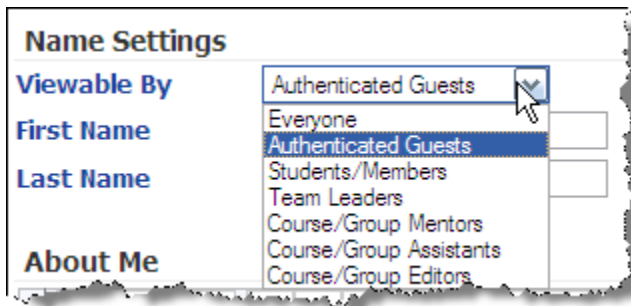 Name Settings
Viewable By Authenticated Guests
Everyone
First Name
Authenticated Guests
Students/Members
Last Name
Team Leaders
Course/Group Mentors
Course/Group Assistants
About Me
Course/Group Editors